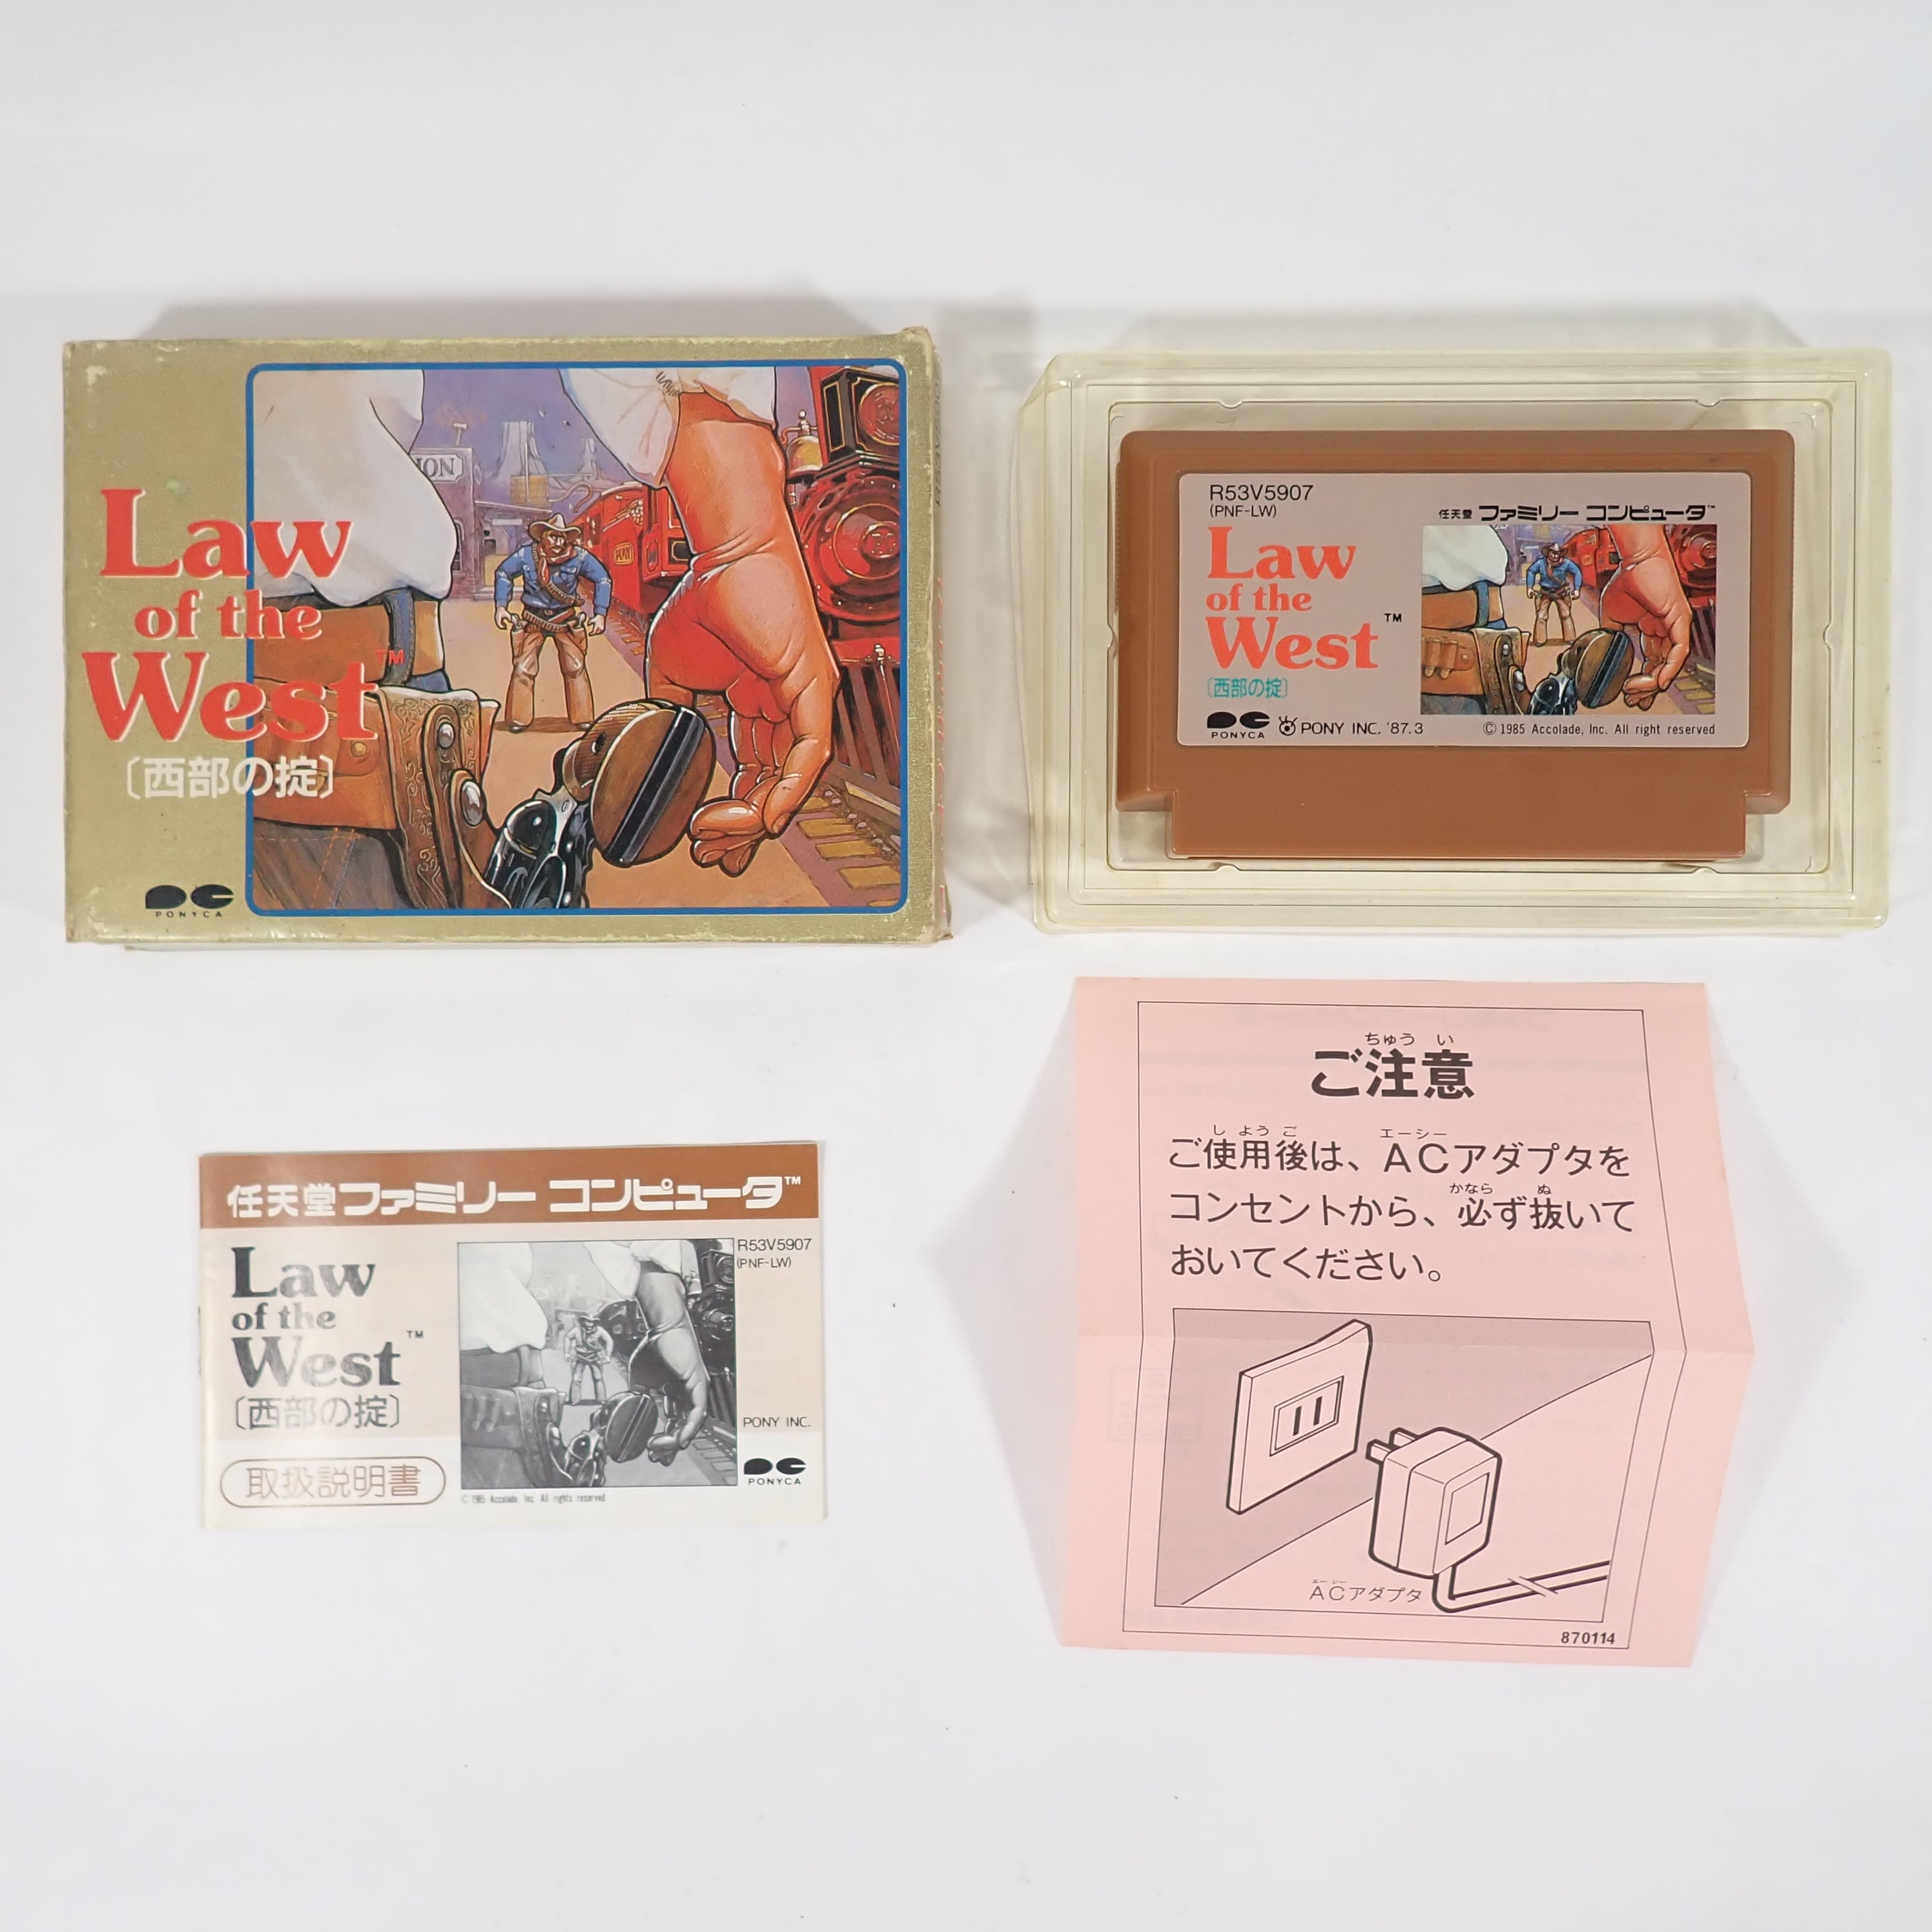 Law
of the
West™
〔西部の掟〕
PONYCA
ION
R53V5907
(PNF-LW)
任天堂 ファミリー コンピュータ™
Law
of the
West™
〔西部の掟〕
PONYCA PONY INC. '87.3
©1985 Accolade, Inc. All right reserved
任天堂ファミリー コンピュータ™
Law
of the
West™
〔西部の掟〕
取扱説明書
R53V5907
(PNF-LW)
PONY INC.
PONYCA
© 1985 Accolade, Inc. All rights reserved.
ちゅう い
ご注意
し よう ご エーシー
ご使用後は、ACアダプタを
かなら ぬ
コンセントから、必ず抜いて
おいてください。
エーシー
ACアダプタ
870114